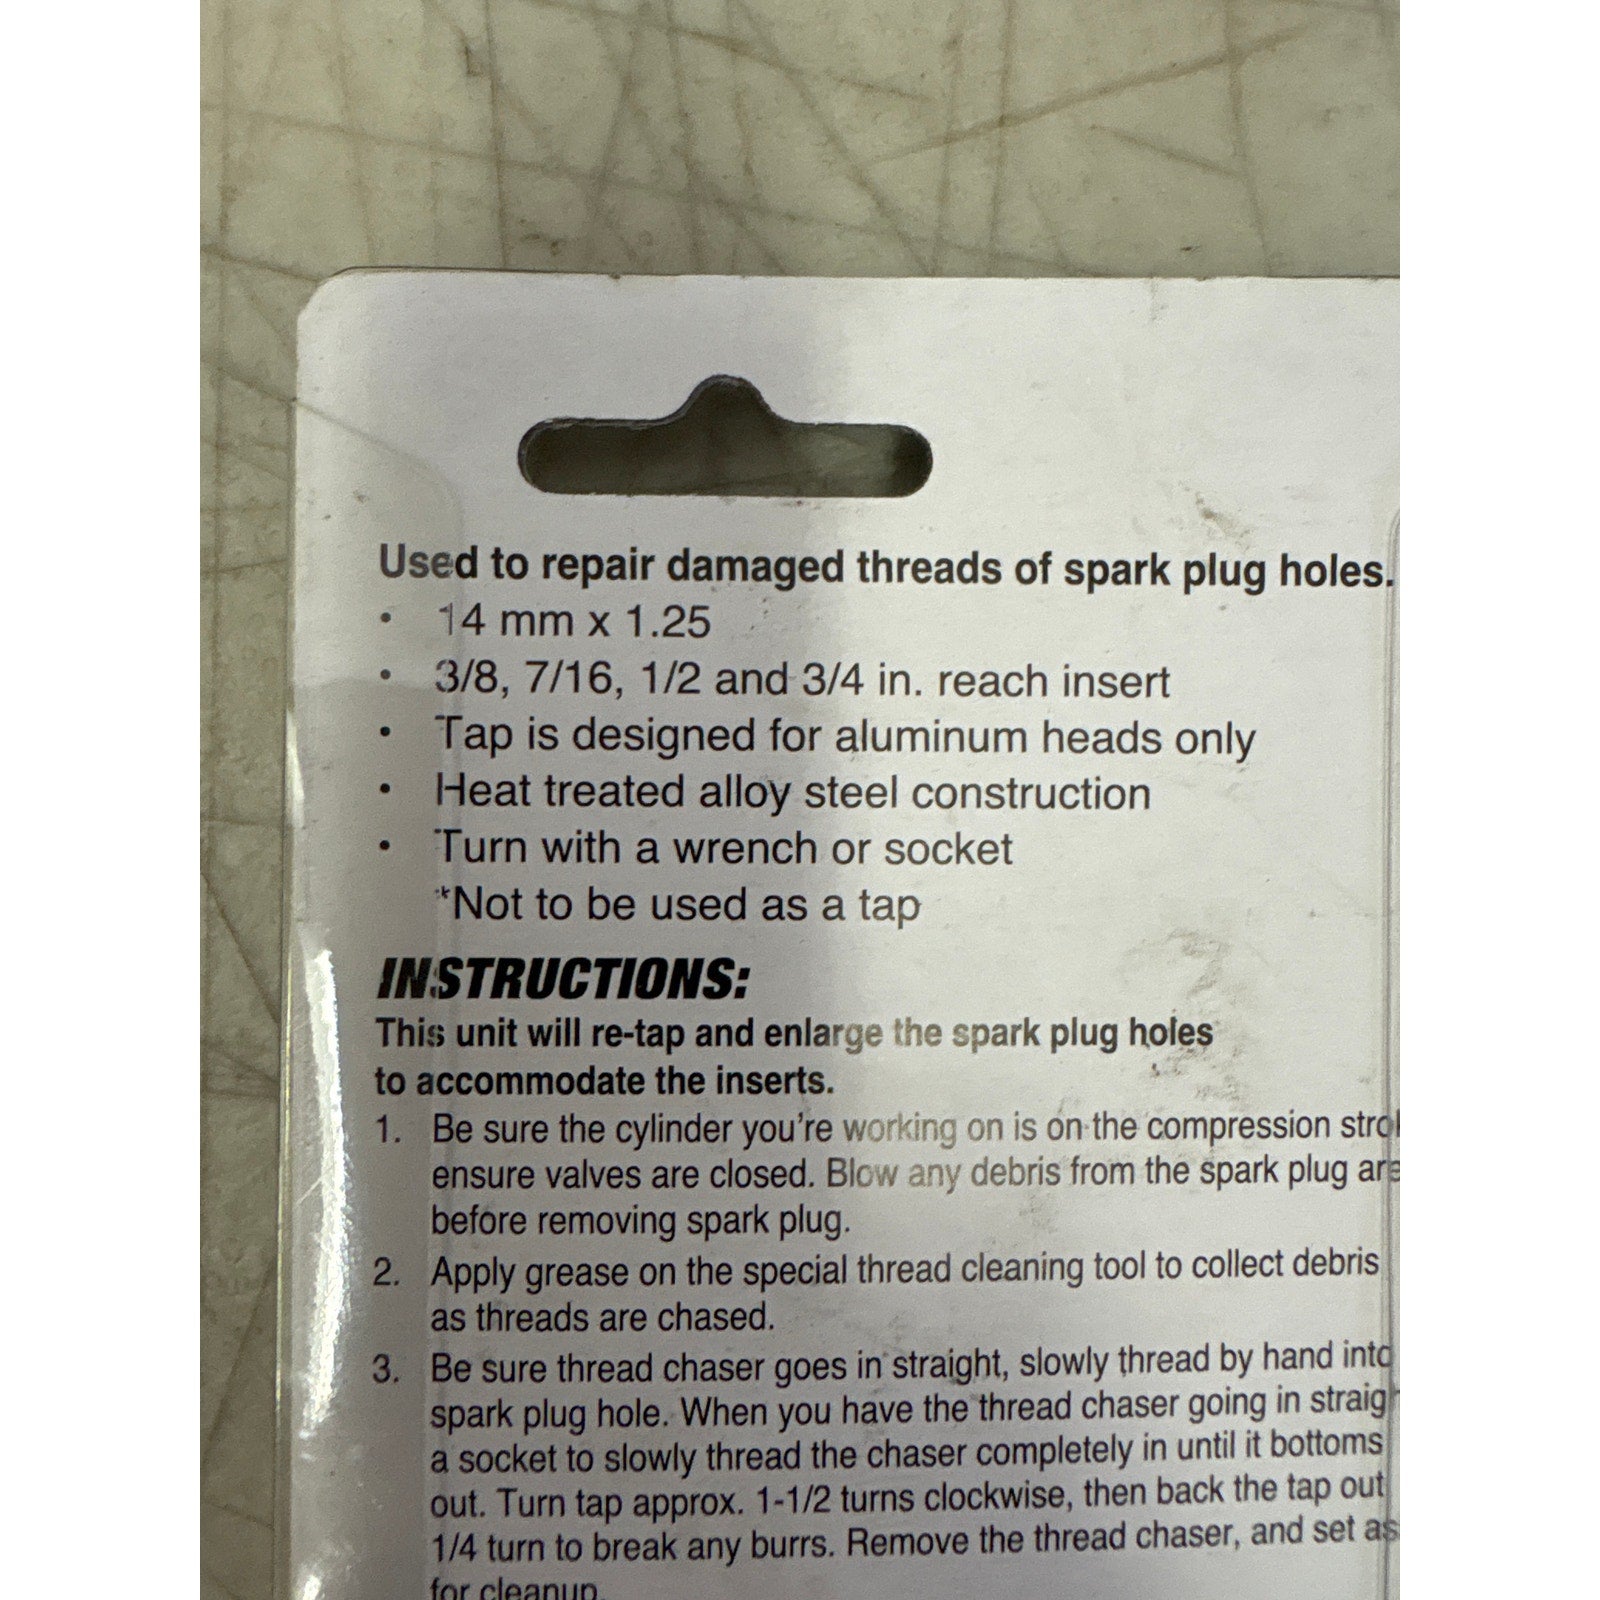 Used to repair damaged threads of spark plug holes.
• 14 mm x 1.25
• 3/8, 7/16, 1/2 and 3/4 in. reach insert
• Tap is designed for aluminum heads only
• Heat treated alloy steel construction
• Turn with a wrench or socket
*Not to be used as a tap
INSTRUCTIONS:
This unit will re-tap and enlarge the spark plug holes
to accommodate the inserts.
1. Be sure the cylinder you're working on is on the compression
ensure valves are closed. Blow any debris from the spark plug
before removing spark plug.
2. Apply grease on the special thread cleaning tool to collect debris
as threads are chased.
3. Be sure thread chaser goes in straight, slowly thread by hand into
spark plug hole. When you have the thread chaser going in
a socket to slowly thread the chaser completely in until it bottoms
out. Turn tap approx. 1-1/2 turns clockwise, then back the tap out
1/4 turn to break any burrs. Remove the thread chaser, and set as
for cleanup.